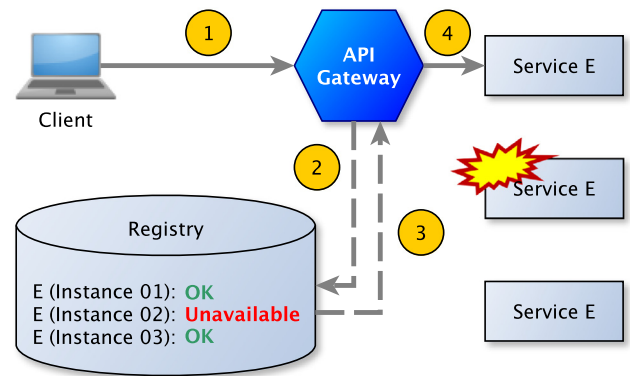 1
API
Gateway
4
Service E
Client
2
Service E
3
Registry
E (Instance 01): OK
E (Instance 02): Unavailable
E (Instance 03): OK
Service E